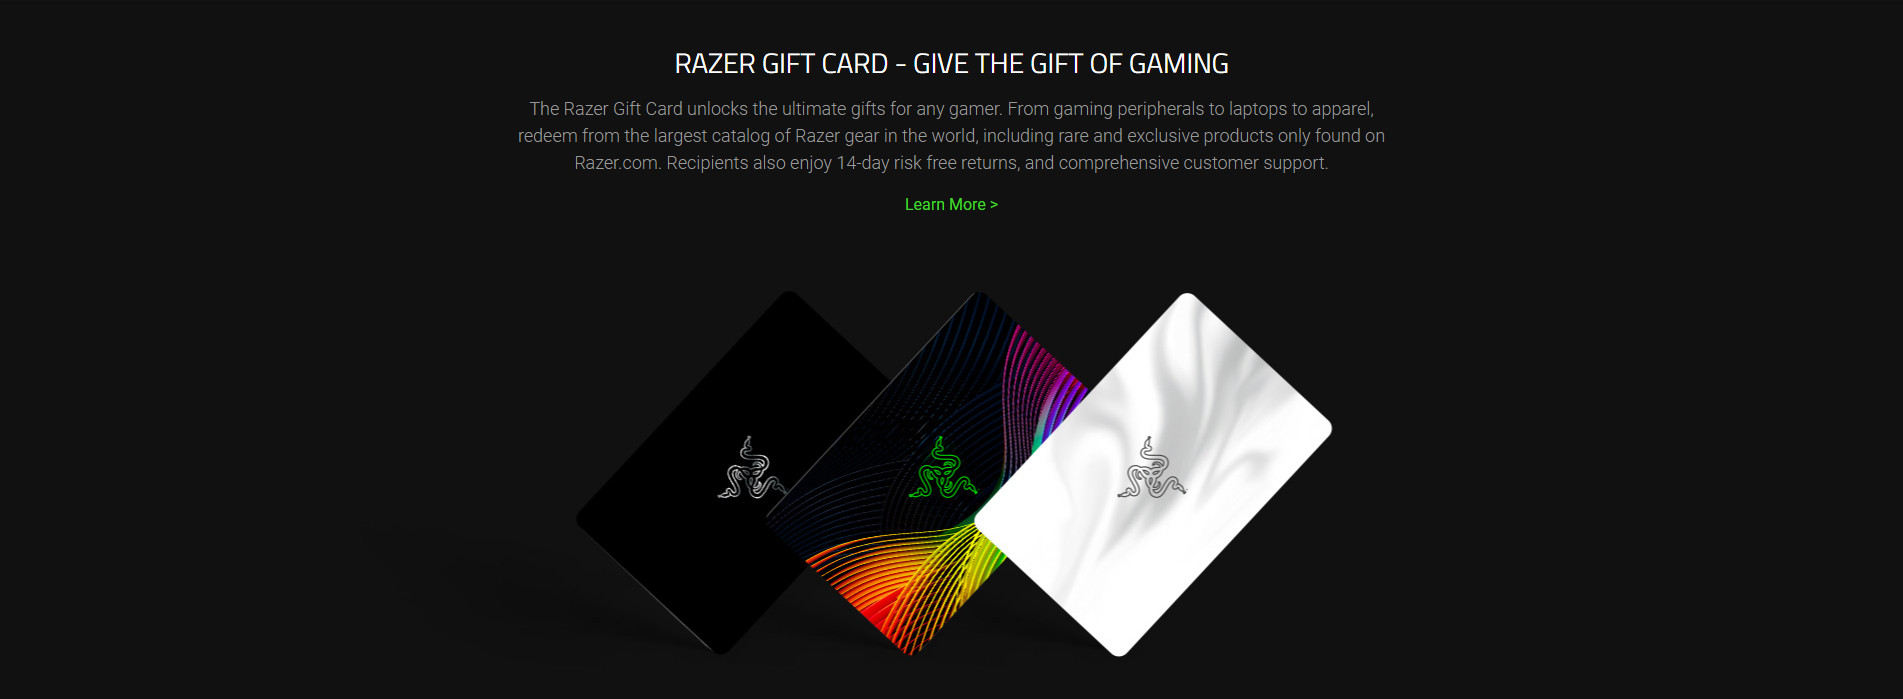 RAZER GIFT CARD - GIVE THE GIFT OF GAMING
The Razer Gift Card unlocks the ultimate gifts for any gamer. From gaming peripherals to laptops to apparel,
redeem from the largest catalog of Razer gear in the world, including rare and exclusive products only found on
Razer.com. Recipients also enjoy 14-day risk free returns, and comprehensive customer support.
Learn More >